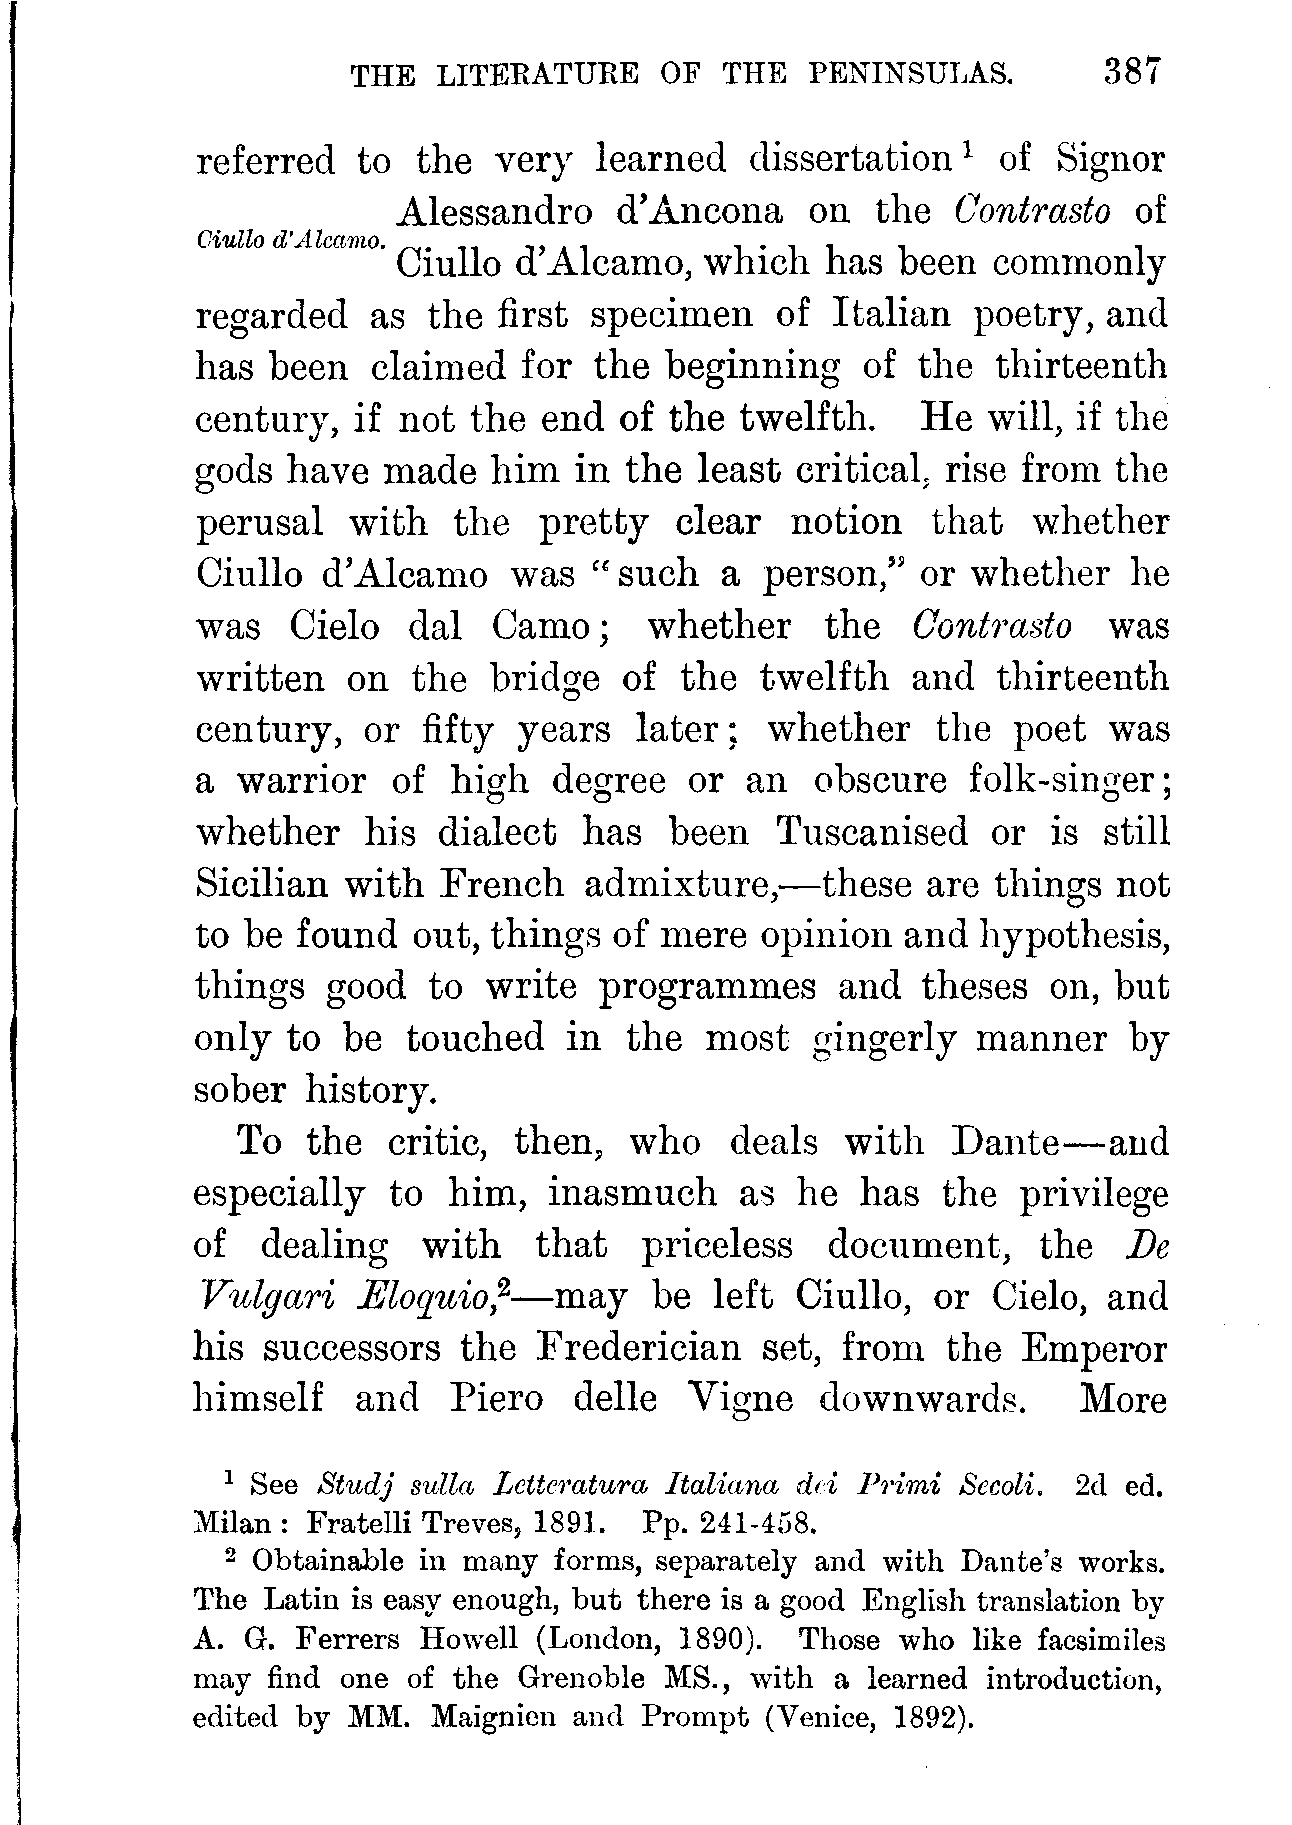 THE LITERATURE OF THE PENINSULAS. 387
referred to the very learned dissertation ¹ of Signor
Alessandro d'Ancona on the Contrasto of
Ciullo d'Alcamo.
Ciullo d'Alcamo, which has been commonly
regarded as the first specimen of Italian poetry, and
has been claimed for the beginning of the thirteenth
century, if not the end of the twelfth. He will, if the
gods have made him in the least critical, rise from the
perusal with the pretty clear notion that whether
Ciullo d'Alcamo was "such a person," or whether he
was Cielo dal Camo; whether the Contrasto was
written on the bridge of the twelfth and thirteenth
century, or fifty years later; whether the poet was
a warrior of high degree or an obscure folk-singer;
whether his dialect has been Tuscanised or is still
Sicilian with French admixture,—these are things not
to be found out, things of mere opinion and hypothesis,
things good to write programmes and theses on, but
only to be touched in the most gingerly manner by
sober history.
To the critic, then, who deals with Dante—and
especially to him, inasmuch as he has the privilege
of dealing with that priceless document, the De
Vulgari Eloquio,²—may be left Ciullo, or Cielo, and
his successors the Frederician set, from the Emperor
himself and Piero delle Vigne downwards. More
¹ See Studj sulla Letteratura Italiana dei Primi Secoli. 2d ed.
Milan: Fratelli Treves, 1891. Pp. 241-458.
² Obtainable in many forms, separately and with Dante's works.
The Latin is easy enough, but there is a good English translation by
A. G. Ferrers Howell (London, 1890). Those who like facsimiles
may find one of the Grenoble MS., with a learned introduction,
edited by MM. Maignien and Prompt (Venice, 1892).